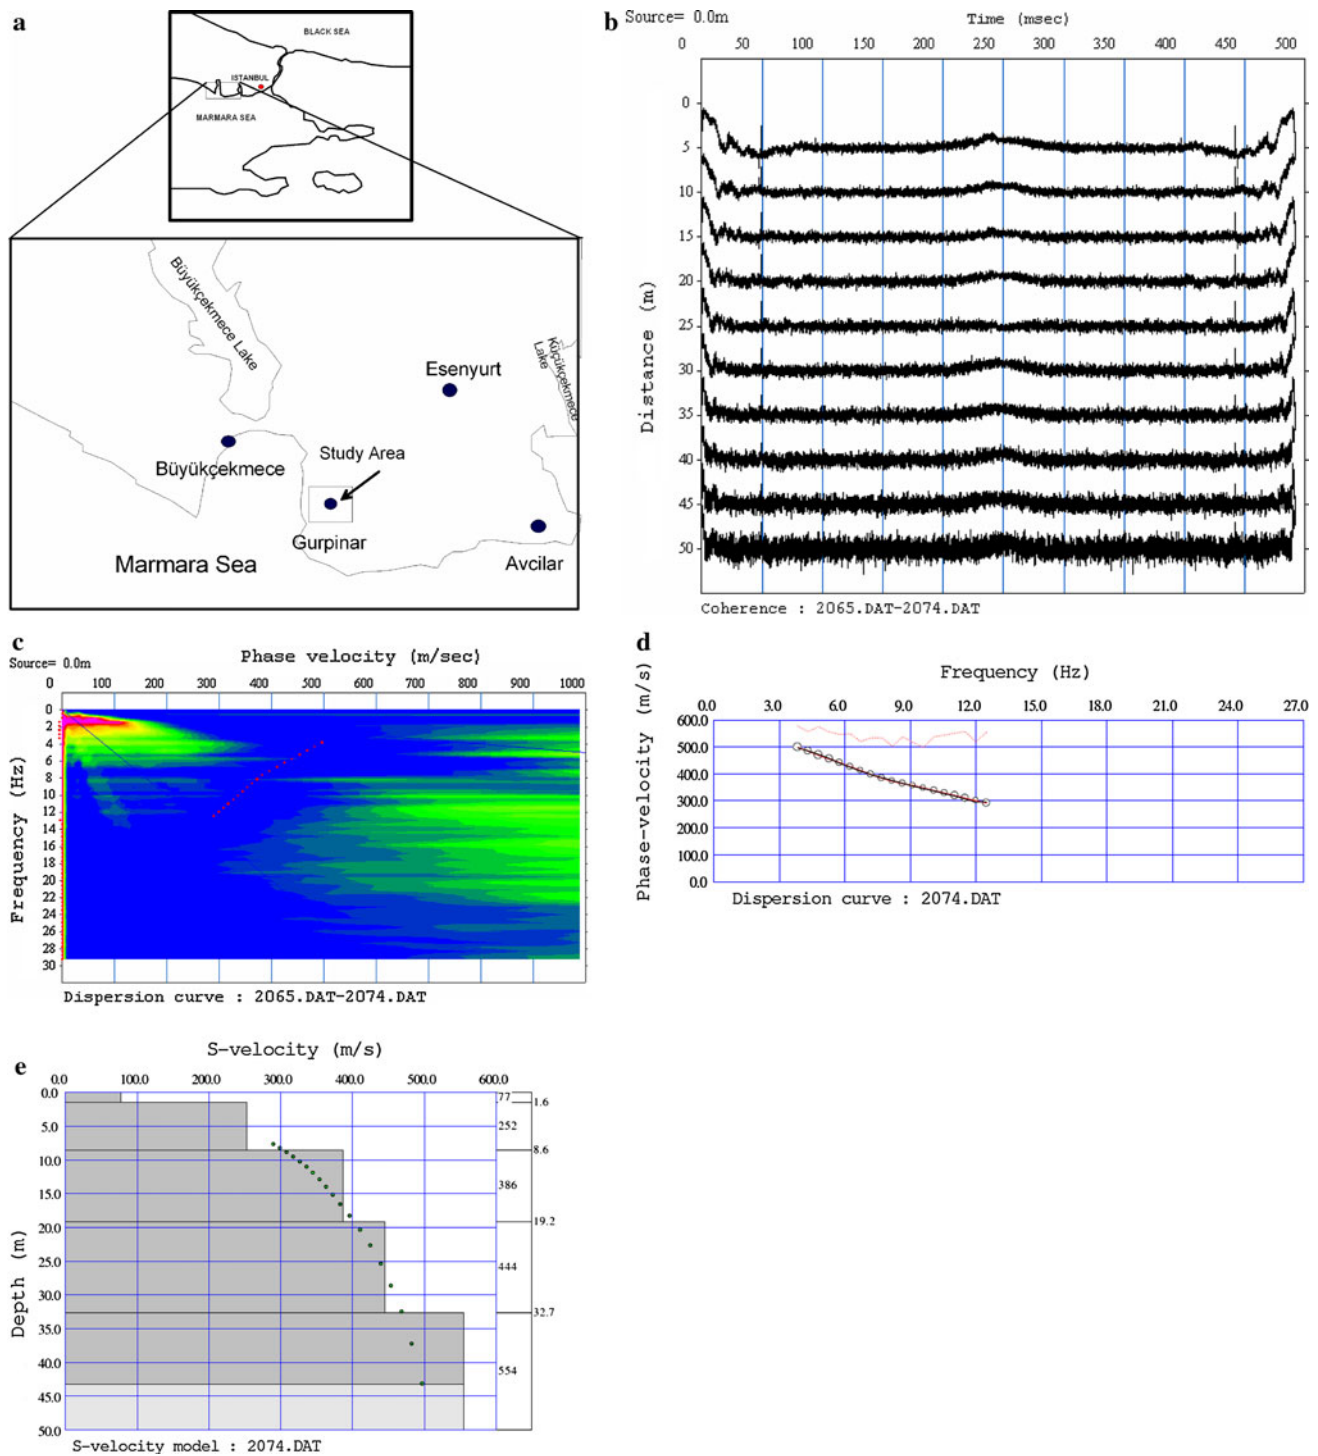 a
BLACK SEA
ISTANBUL
MARMARA SEA
Büyükçekmece Lake
Küçükçekmece Lake
Esenyurt
Büyükçekmece
Study Area
Gurpinar
Avcilar
Marmara Sea
b
Source= 0.0m
Time (msec)
0 50 100 150 200 250 300 350 400 450 500
Distance (m)
0
5
10
15
20
25
30
35
40
45
50
Coherence : 2065.DAT-2074.DAT
c
Source= 0.0m
Phase velocity (m/sec)
0 100 200 300 400 500 600 700 800 900 1000
Frequency (Hz)
0
2
4
6
8
10
12
14
16
18
20
22
24
26
28
30
Dispersion curve : 2065.DAT-2074.DAT
d
Frequency (Hz)
0.0 3.0 6.0 9.0 12.0 15.0 18.0 21.0 24.0 27.0
Phase-velocity (m/s)
600.0
500.0
400.0
300.0
200.0
100.0
0.0
Dispersion curve : 2074.DAT
e
S-velocity (m/s)
0.0 100.0 200.0 300.0 400.0 500.0 600.0
Depth (m)
0.0
5.0
10.0
15.0
20.0
25.0
30.0
35.0
40.0
45.0
50.0
77
1.6
252
8.6
386
19.2
444
32.7
554
S-velocity model : 2074.DAT